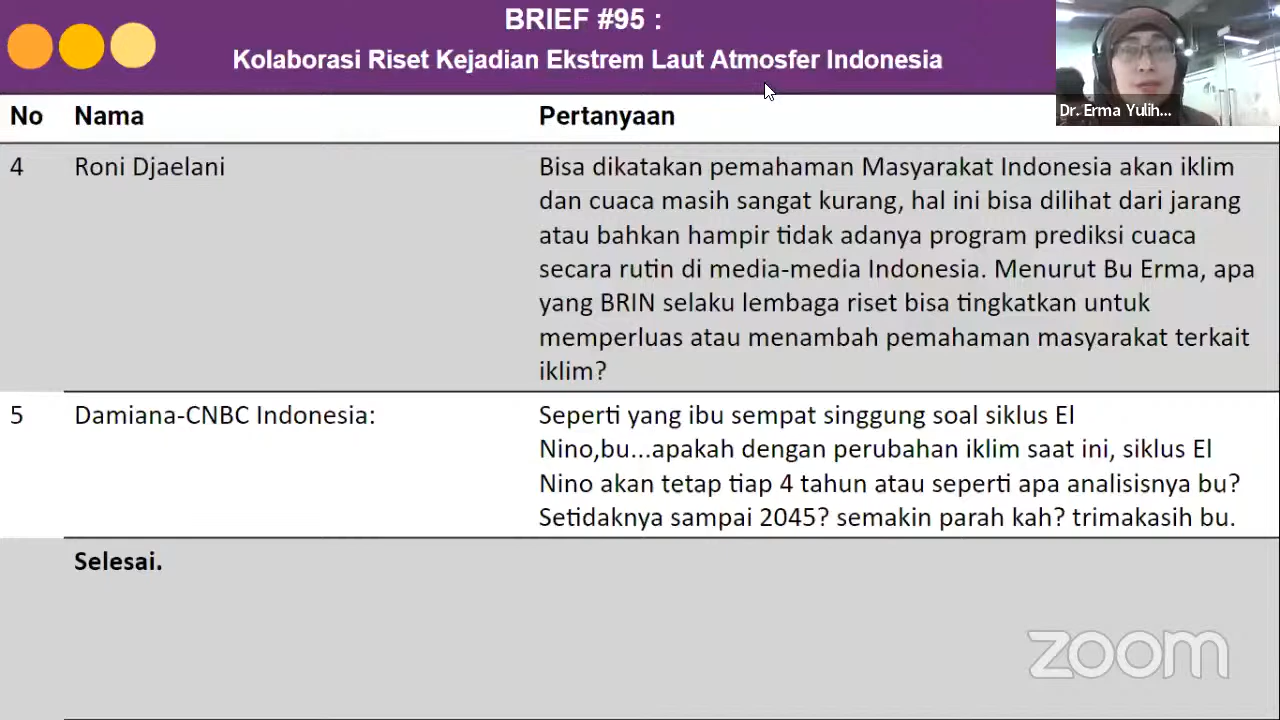 BRIEF #95 :
Kolaborasi Riset Kejadian Ekstrem Laut Atmosfer Indonesia
Dr. Erma Yulih...
No Nama Pertanyaan
4 Roni Djaelani Bisa dikatakan pemahaman Masyarakat Indonesia akan iklim
dan cuaca masih sangat kurang, hal ini bisa dilihat dari jarang
atau bahkan hampir tidak adanya program prediksi cuaca
secara rutin di media-media Indonesia. Menurut Bu Erma, apa
yang BRIN selaku lembaga riset bisa tingkatkan untuk
memperluas atau menambah pemahaman masyarakat terkait
iklim?
5 Damiana-CNBC Indonesia: Seperti yang ibu sempat singgung soal siklus El
Nino,bu...apakah dengan perubahan iklim saat ini, siklus El
Nino akan tetap tiap 4 tahun atau seperti apa analisisnya bu?
Setidaknya sampai 2045? semakin parah kah? trimakasih bu.
Selesai.
zoom